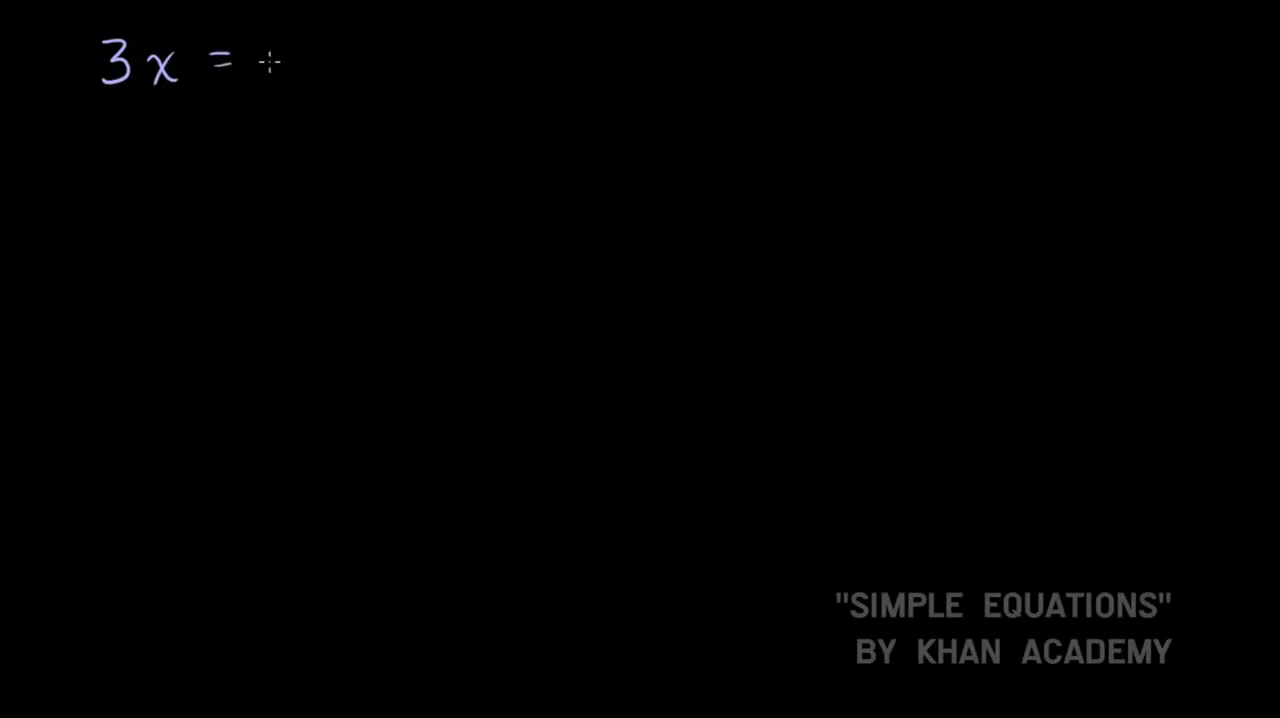 3x =
"SIMPLE EQUATIONS"
BY KHAN ACADEMY